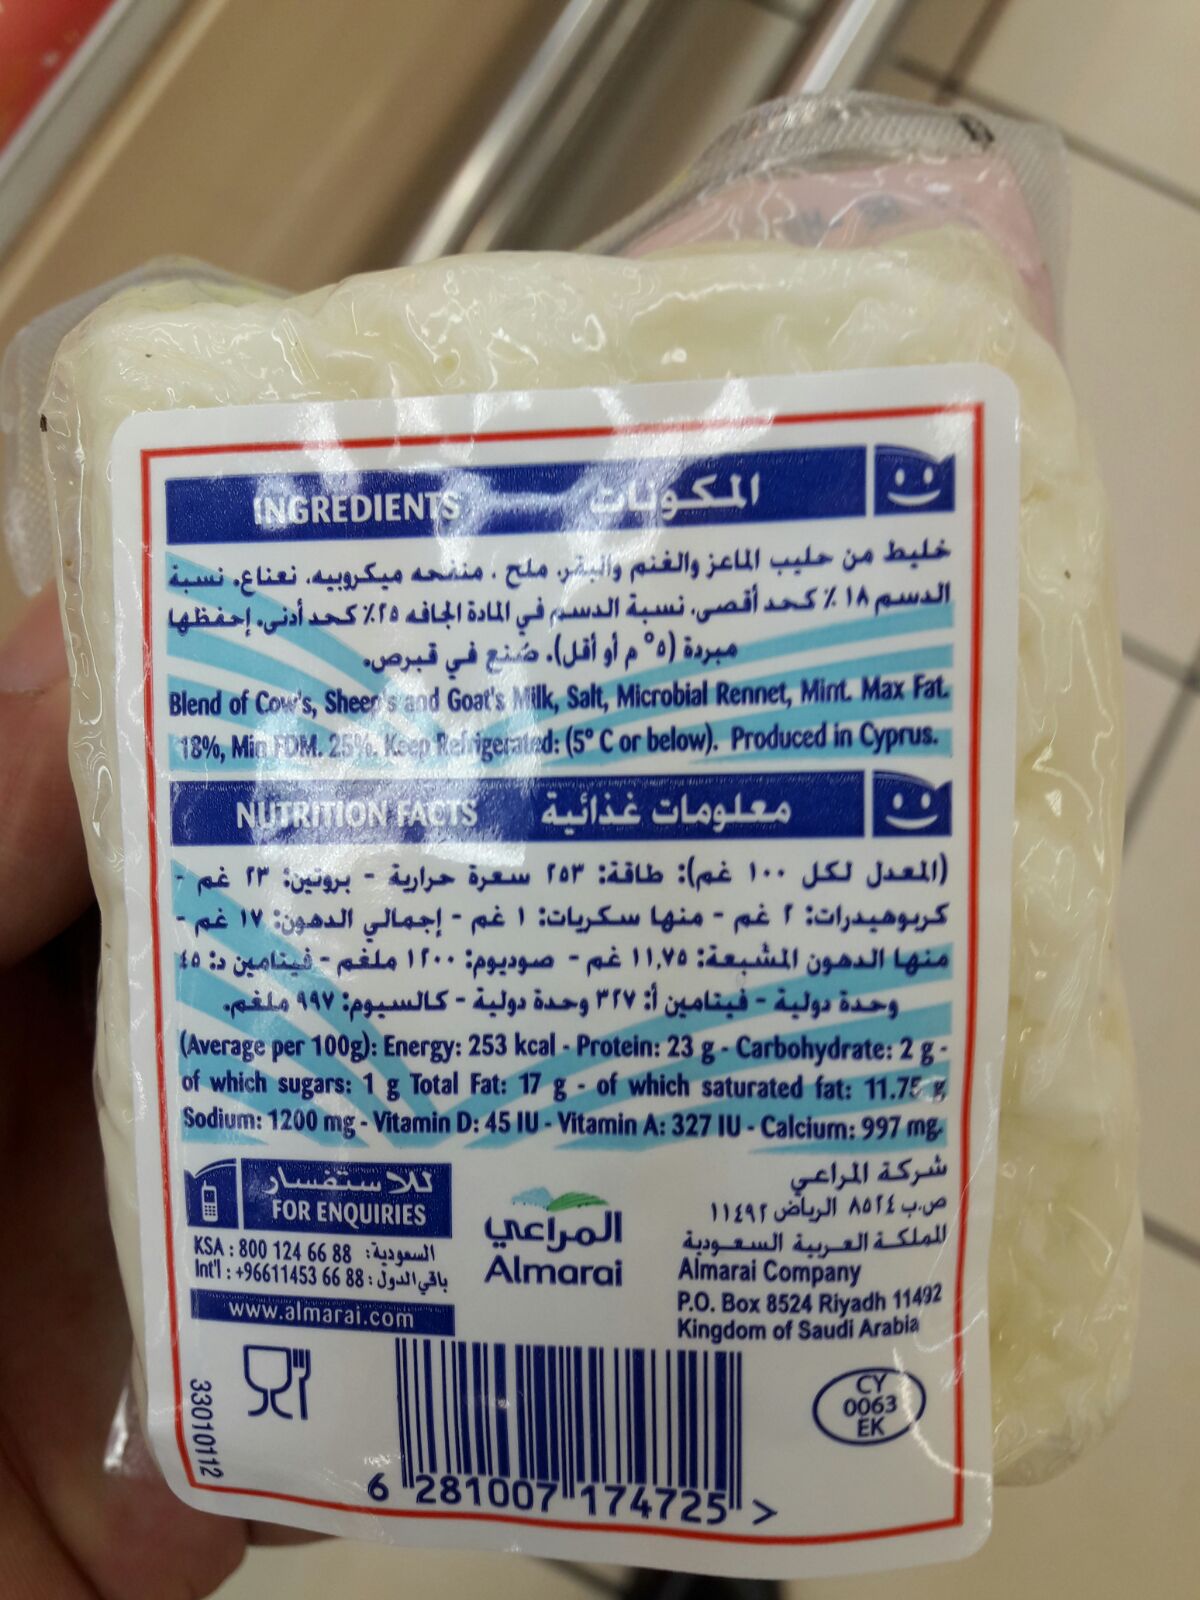 INGREDIENTS المكونات
خليط من حليب الماعز والغنم والبقر. ملح . منفحه ميكروبيه. نعناع. نسبة
الدسم ١٨ ٪ كحد أقصى. نسبة الدسم في المادة الجافه ٢٥٪ كحد أدنى. إحفظها
مبردة (٥° م أو أقل). صُنع في قبرص.
Blend of Cow's, Sheep's and Goat's Milk, Salt, Microbial Rennet, Mint. Max Fat.
18%, Min FDM. 25%. Keep Refrigerated: (5° C or below). Produced in Cyprus.
NUTRITION FACTS معلومات غذائية
(المعدل لكل ١٠٠ غم): طاقة: ٢٥٣ سعرة حرارية - بروتين: ٢٣ غم -
كربوهيدرات: ٢ غم - منها سكريات: ١ غم - إجمالي الدهون: ١٧ غم -
منها الدهون المشبعة: ١١,٧٥ غم - صوديوم: ١٢٠٠ ملغم - فيتامين د: ٤٥
وحدة دولية - فيتامين أ: ٣٢٧ وحدة دولية - كالسيوم: ٩٩٧ ملغم.
(Average per 100g): Energy: 253 kcal - Protein: 23 g - Carbohydrate: 2 g -
of which sugars: 1 g Total Fat: 17 g - of which saturated fat: 11.75 g
Sodium: 1200 mg - Vitamin D: 45 IU - Vitamin A: 327 IU - Calcium: 997 mg.
للاستفسار
FOR ENQUIRIES
KSA : 800 124 66 88 السعودية:
Int'l : +96611453 66 88 : باقي الدول
www.almarai.com
المراعي
Almarai
شركة المراعي
ص.ب ٨٥٢٤ الرياض ١١٤٩٢
المملكة العربية السعودية
Almarai Company
P.O. Box 8524 Riyadh 11492
Kingdom of Saudi Arabia
33010112
6 281007 174725 >
CY
0063
EK